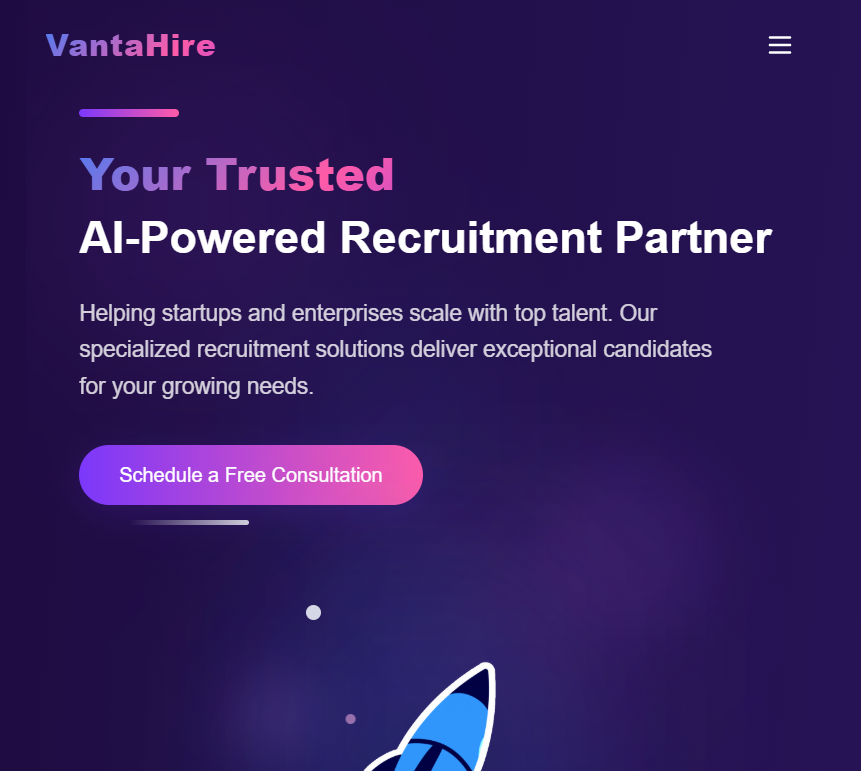 VantaHire
Your Trusted
AI-Powered Recruitment Partner
Helping startups and enterprises scale with top talent. Our
specialized recruitment solutions deliver exceptional candidates
for your growing needs.
Schedule a Free Consultation